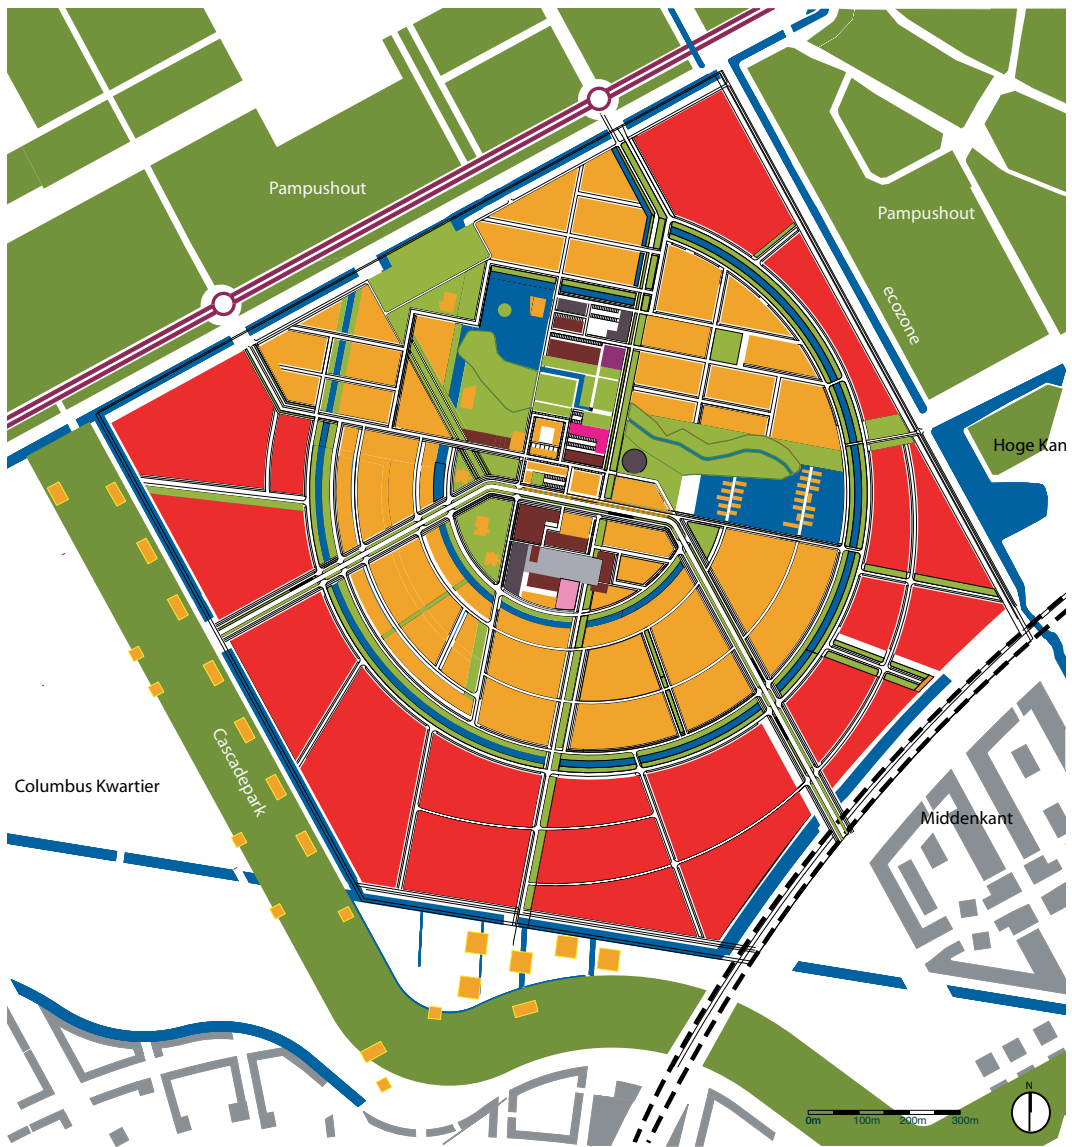 Pampushout
Pampushout
ecozone
Hoge Kan
Cascadepark
Columbus Kwartier
Middenkant
N
0m 100m 200m 300m